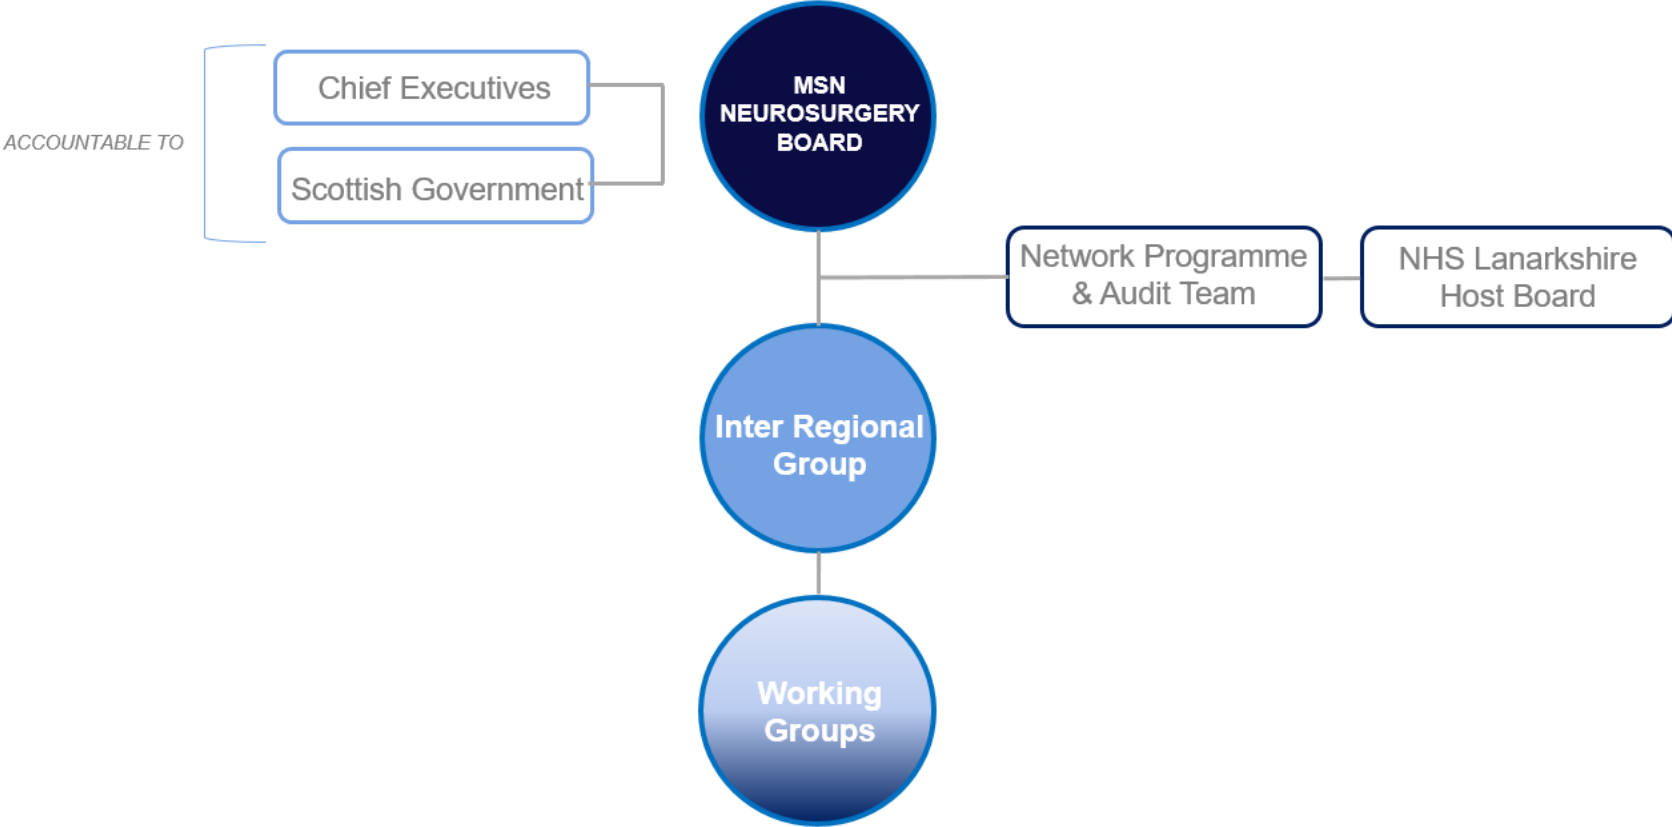 ACCOUNTABLE TO
Chief Executives
Scottish Government
MSN
NEUROSURGERY
BOARD
Network Programme
& Audit Team
NHS Lanarkshire
Host Board
Inter Regional
Group
Working
Groups